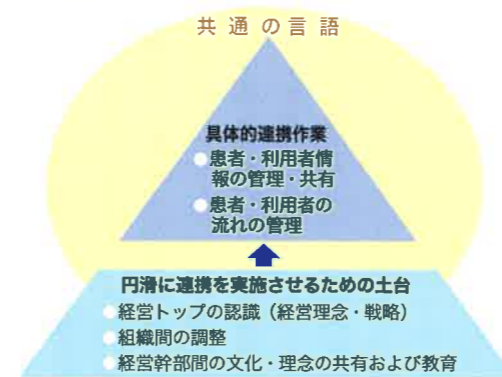 共通の言語
具体的連携作業
患者・利用者情
報の管理・共有
患者・利用者の
流れの管理
円滑に連携を実施させるための土台
経営トップの認識（経営理念・戦略）
組織間の調整
経営幹部間の文化・理念の共有および教育